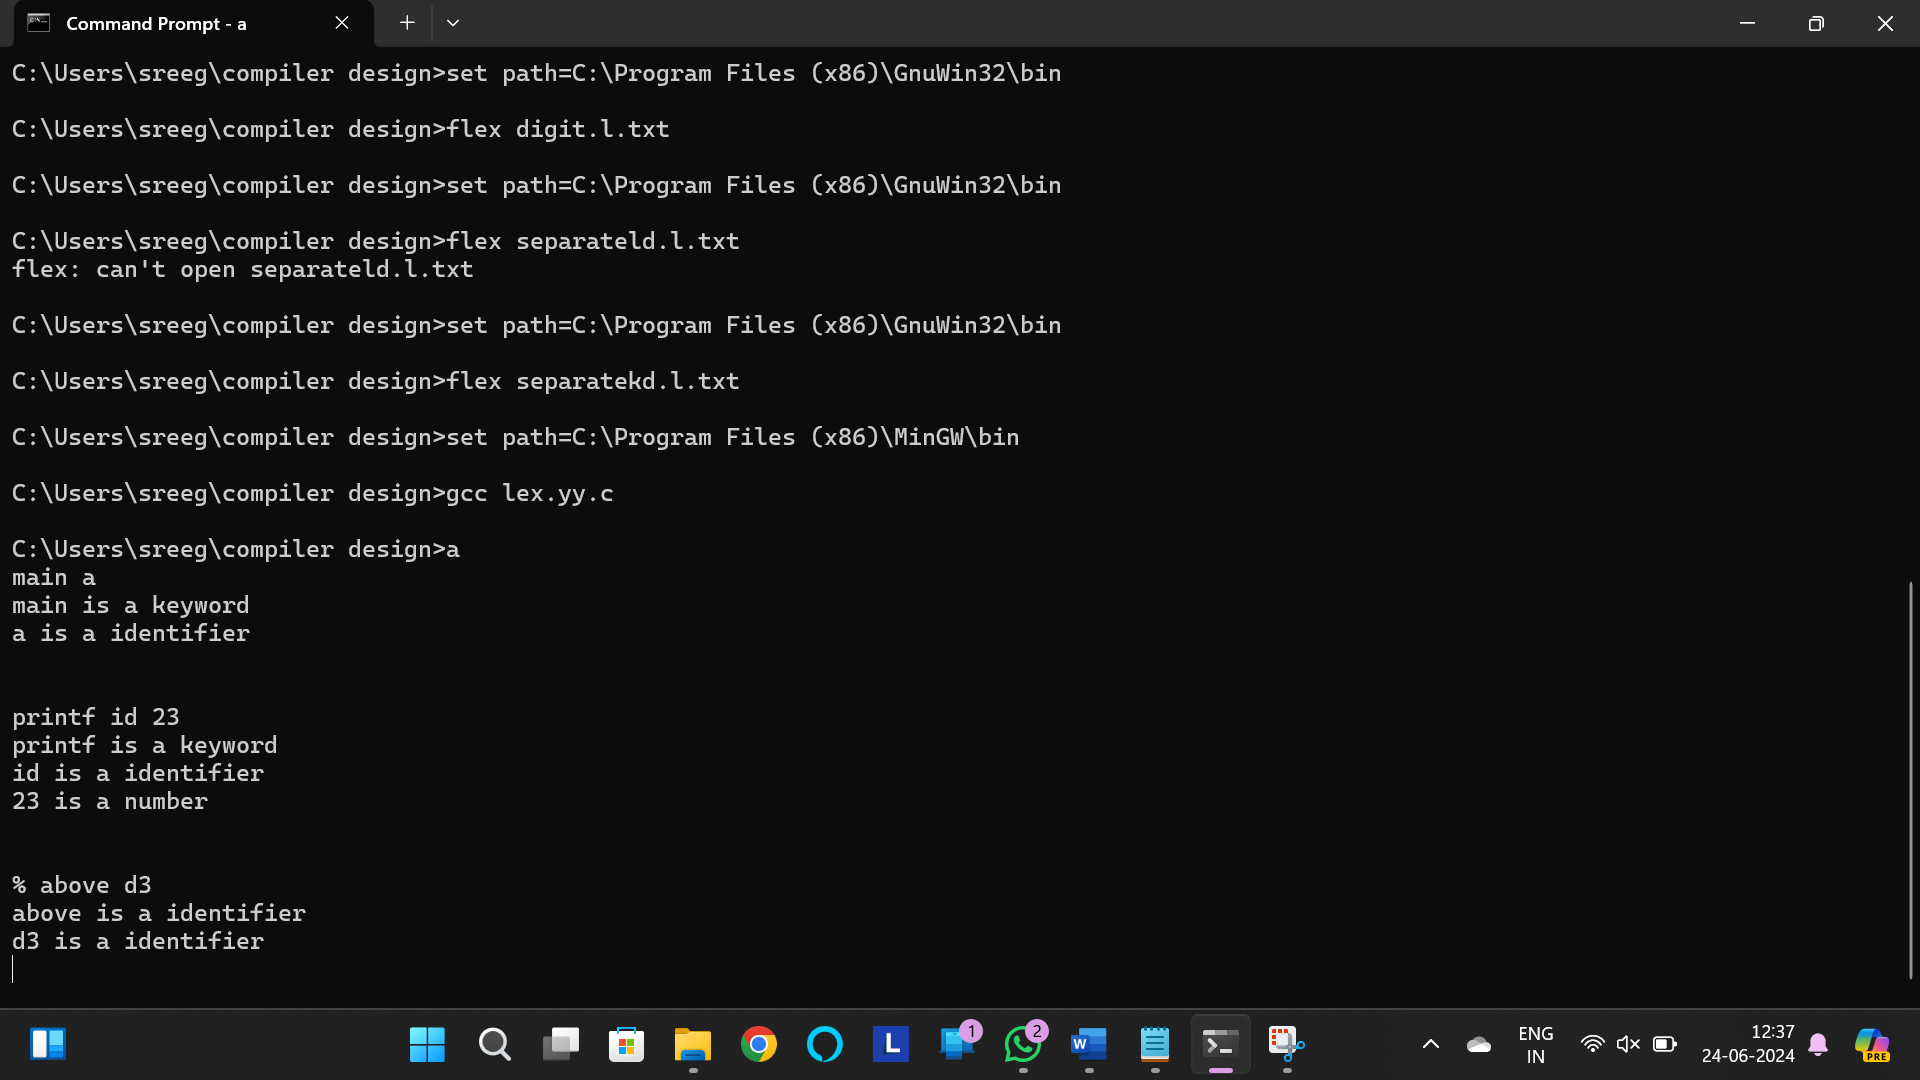 Command Prompt - a
C:\Users\sreeg\compiler design>set path=C:\Program Files (x86)\GnuWin32\bin
C:\Users\sreeg\compiler design>flex digit.l.txt
C:\Users\sreeg\compiler design>set path=C:\Program Files (x86)\GnuWin32\bin
C:\Users\sreeg\compiler design>flex separateld.l.txt
flex: can't open separateld.l.txt
C:\Users\sreeg\compiler design>set path=C:\Program Files (x86)\GnuWin32\bin
C:\Users\sreeg\compiler design>flex separatekd.l.txt
C:\Users\sreeg\compiler design>set path=C:\Program Files (x86)\MinGW\bin
C:\Users\sreeg\compiler design>gcc lex.yy.c
C:\Users\sreeg\compiler design>a
main a
main is a keyword
a is a identifier
printf id 23
printf is a keyword
id is a identifier
23 is a number
% above d3
above is a identifier
d3 is a identifier
L
1
2
W
ENG
IN
12:37
24-06-2024
PRE